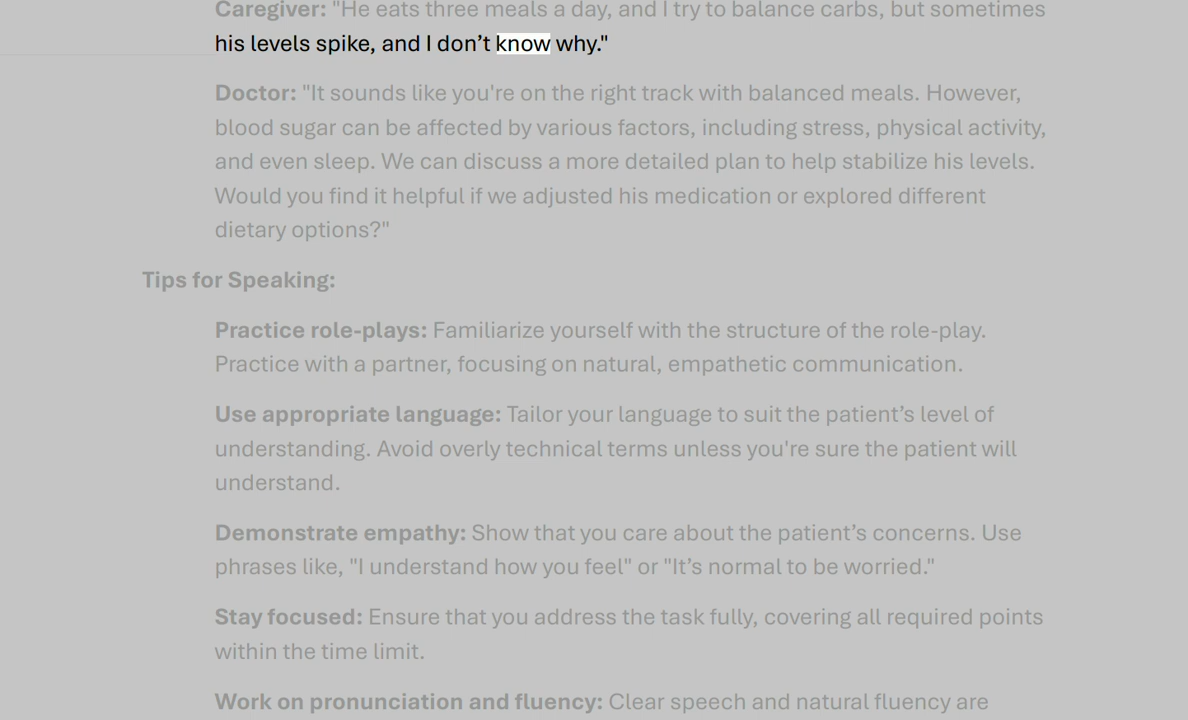 Caregiver: "He eats three meals a day, and I try to balance carbs, but sometimes
his levels spike, and I don’t know why."
Doctor: "It sounds like you're on the right track with balanced meals. However,
blood sugar can be affected by various factors, including stress, physical activity,
and even sleep. We can discuss a more detailed plan to help stabilize his levels.
Would you find it helpful if we adjusted his medication or explored different
dietary options?"
Tips for Speaking:
Practice role-plays: Familiarize yourself with the structure of the role-play.
Practice with a partner, focusing on natural, empathetic communication.
Use appropriate language: Tailor your language to suit the patient’s level of
understanding. Avoid overly technical terms unless you're sure the patient will
understand.
Demonstrate empathy: Show that you care about the patient’s concerns. Use
phrases like, "I understand how you feel" or "It’s normal to be worried."
Stay focused: Ensure that you address the task fully, covering all required points
within the time limit.
Work on pronunciation and fluency: Clear speech and natural fluency are